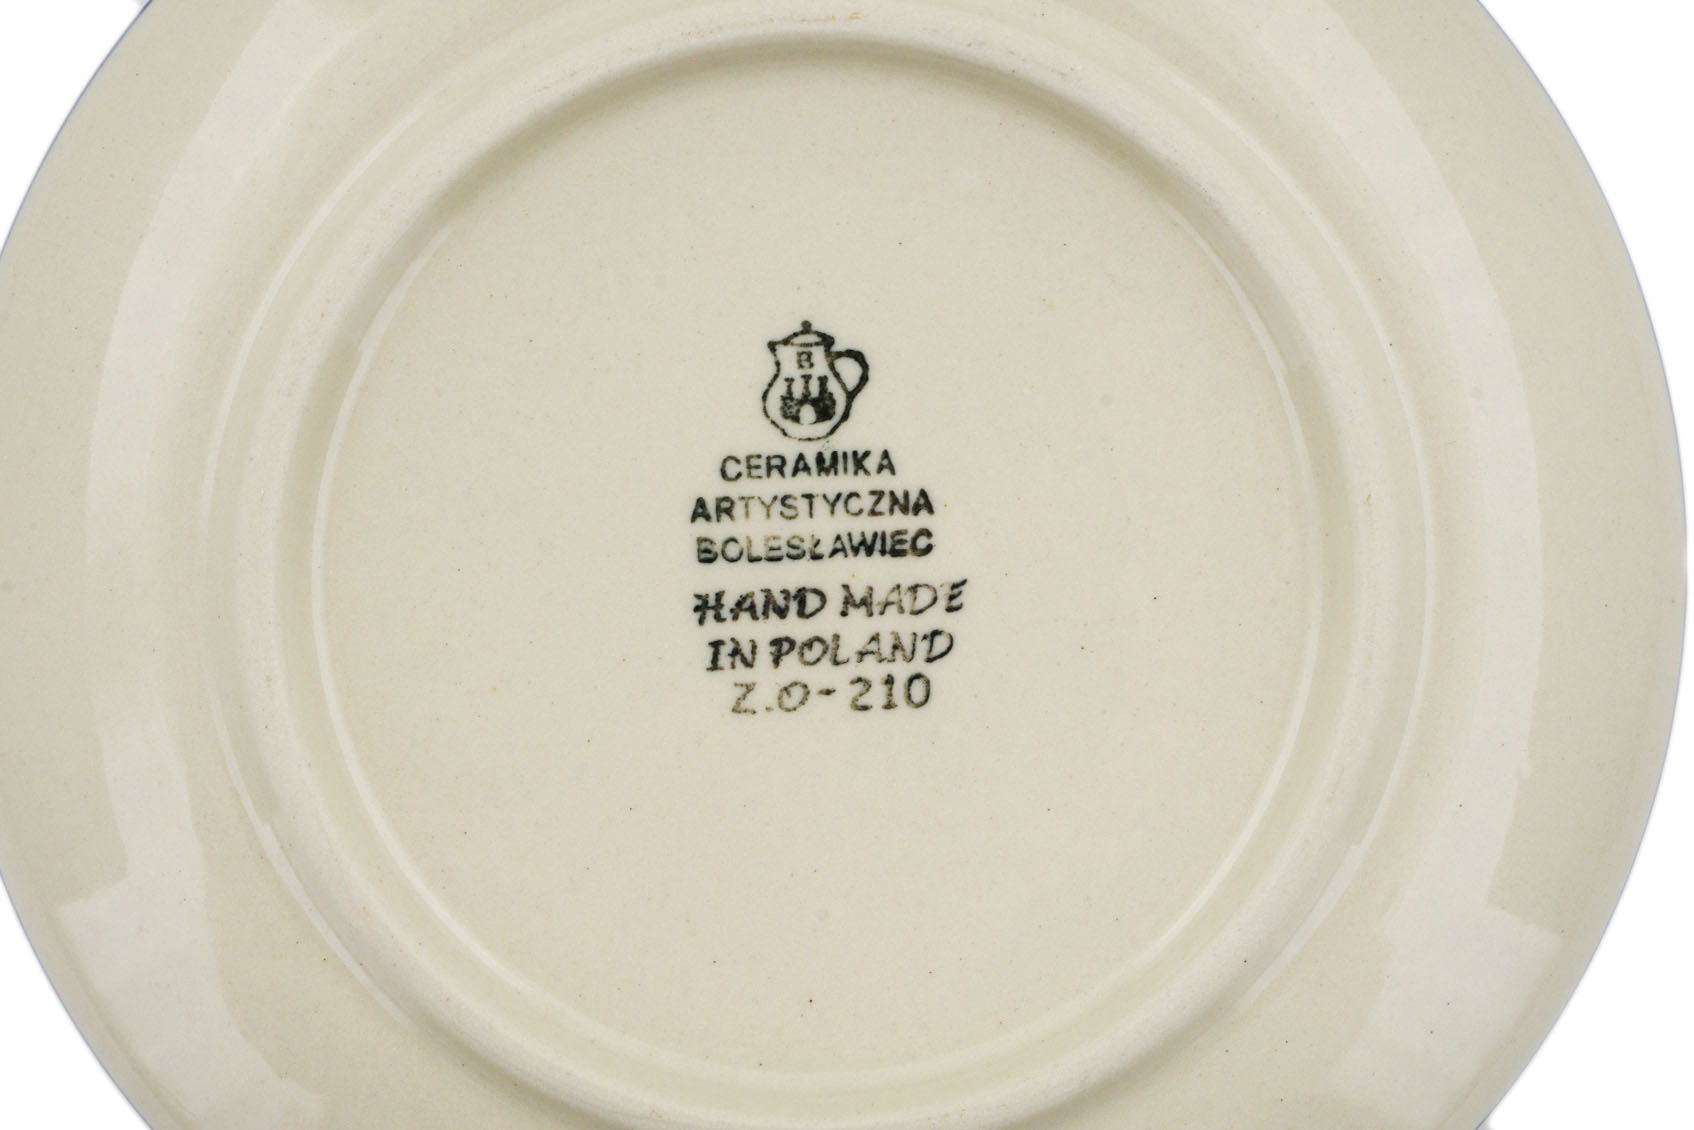 B
CERAMIKA
ARTYSTYCZNA
BOLESŁAWIEC
HAND MADE
IN POLAND
Z.O-210